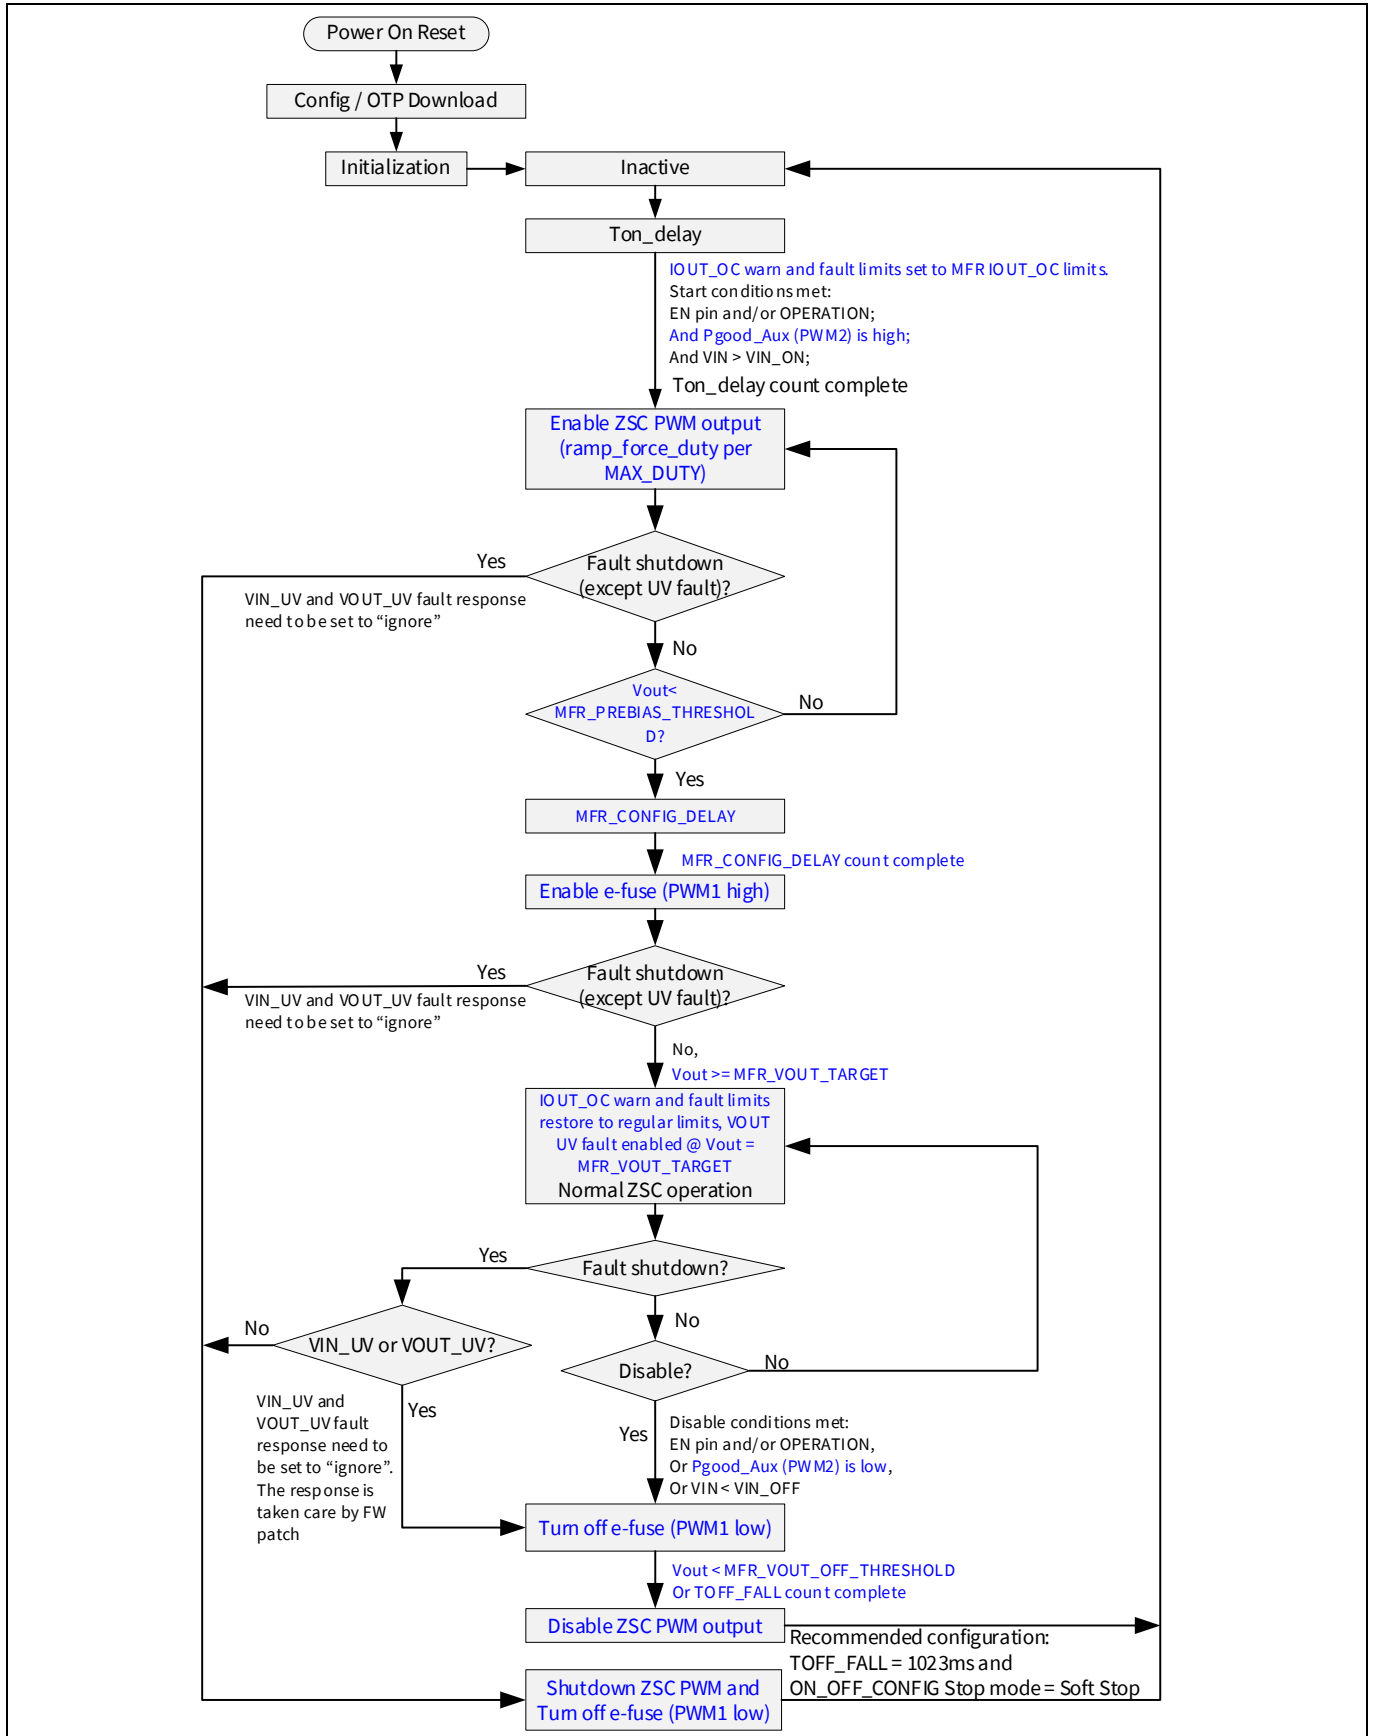 Power On Reset
Config / OTP Download
Initialization
Inactive
Ton_delay
IOUT_OC warn and fault limits set to MFR IOUT_OC limits.
Start conditions met:
EN pin and/or OPERATION;
And Pgood_Aux (PWM2) is high;
And VIN > VIN_ON;
Ton_delay count complete
Enable ZSC PWM output
(ramp_force_duty per
MAX_DUTY)
Yes
Fault shutdown
(except UV fault)?
VIN_UV and VOUT_UV fault response
need to be set to “ignore”
No
Vout<
MFR_PREBIAS_THRESHOL
D?
No
Yes
MFR_CONFIG_DELAY
MFR_CONFIG_DELAY count complete
Enable e-fuse (PWM1 high)
Yes
Fault shutdown
(except UV fault)?
VIN_UV and VOUT_UV fault response
need to be set to “ignore”
No,
Vout >= MFR_VOUT_TARGET
IOUT_OC warn and fault limits
restore to regular limits, VOUT
UV fault enabled @ Vout =
MFR_VOUT_TARGET
Normal ZSC operation
Yes
Fault shutdown?
No
No
VIN_UV or VOUT_UV?
Disable?
No
VIN_UV and
VOUT_UV fault
response need to
be set to “ignore”.
The response is
taken care by FW
patch
Yes
Yes
Disable conditions met:
EN pin and/or OPERATION,
Or Pgood_Aux (PWM2) is low,
Or VIN < VIN_OFF
Turn off e-fuse (PWM1 low)
Vout < MFR_VOUT_OFF_THRESHOLD
Or TOFF_FALL count complete
Disable ZSC PWM output
Recommended configuration:
TOFF_FALL = 1023ms and
ON_OFF_CONFIG Stop mode = Soft Stop
Shutdown ZSC PWM and
Turn off e-fuse (PWM1 low)